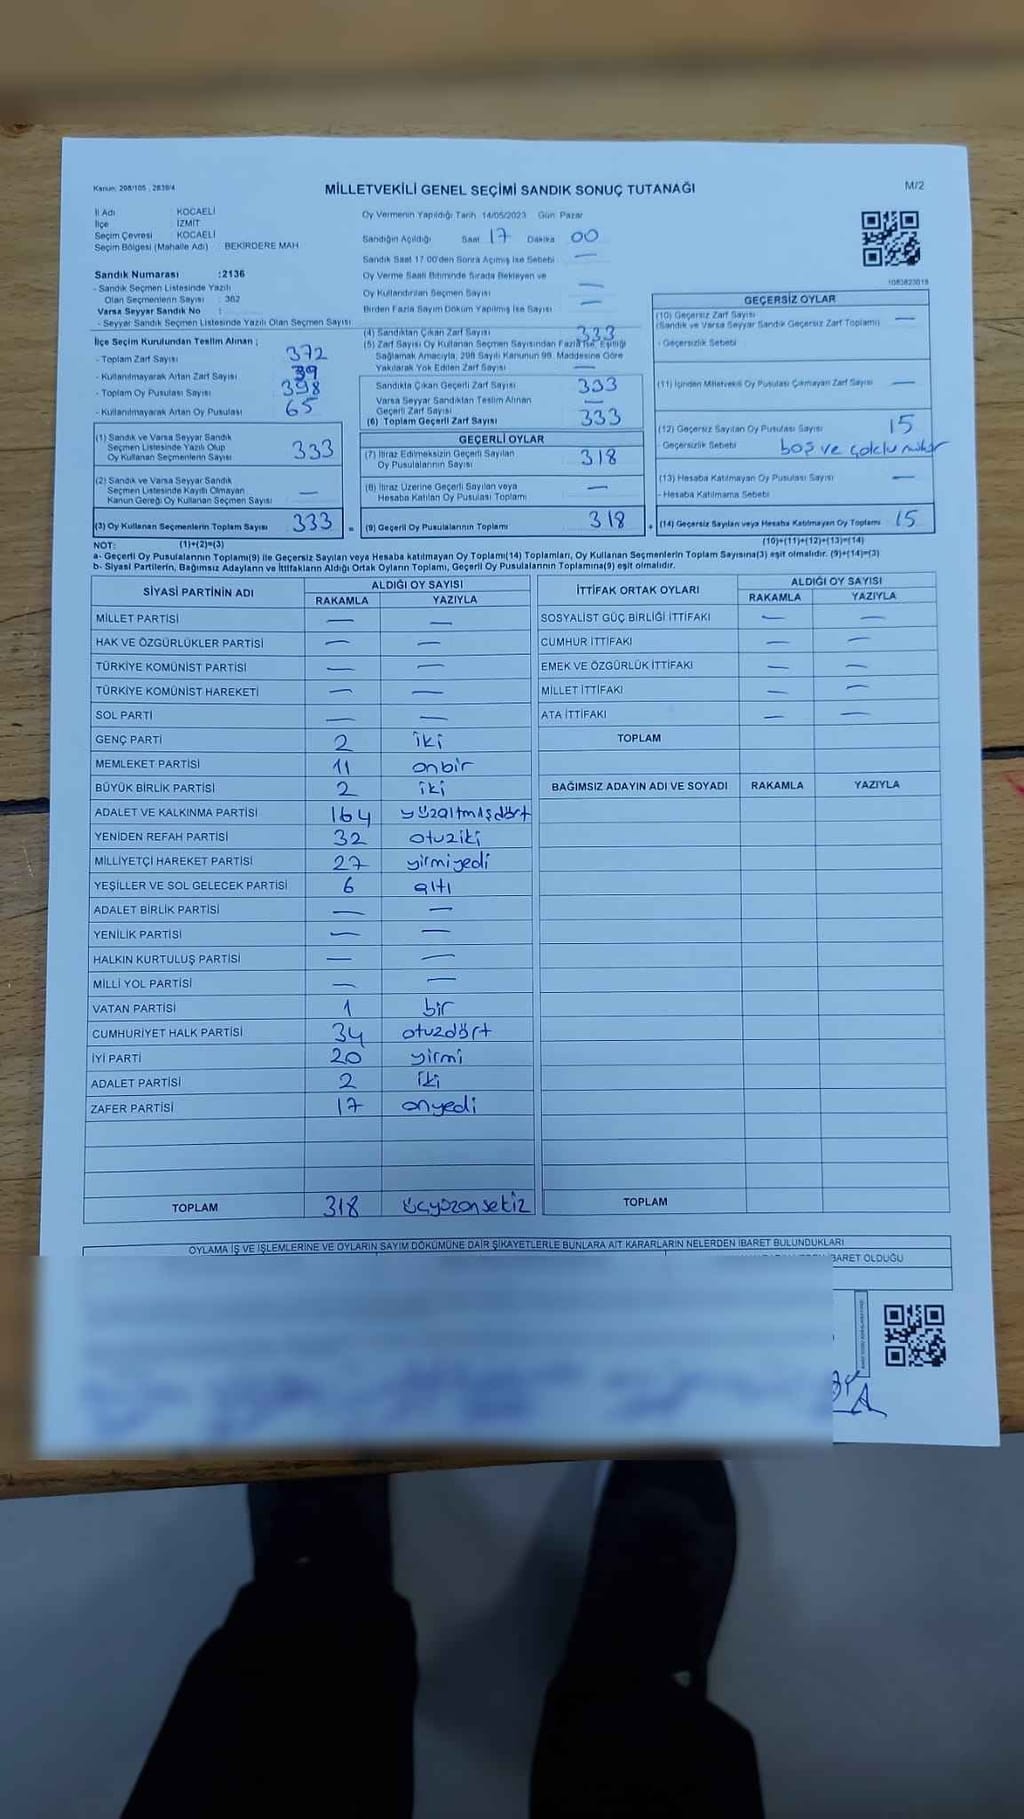 Kanun: 298/105 , 2839/4
MİLLETVEKİLİ GENEL SEÇİMİ SANDIK SONUÇ TUTANAĞI
M/2
İl Adı : KOCAELİ
İlçe : İZMİT
Seçim Çevresi : KOCAELİ
Seçim Bölgesi (Mahalle Adı) BEKİRDERE MAH
Sandık Numarası :2136
- Sandık Seçmen Listesinde Yazılı
Olan Seçmenlerin Sayısı : 362
Varsa Seyyar Sandık No :
- Seyyar Sandık Seçmen Listesinde Yazılı Olan Seçmen Sayısı
İlçe Seçim Kurulundan Teslim Alınan ;
- Toplam Zarf Sayısı 372
- Kullanılmayarak Artan Zarf Sayısı 39
- Toplam Oy Pusulası Sayısı 398
- Kullanılmayarak Artan Oy Pusulası 65
(1) Sandık ve Varsa Seyyar Sandık
Seçmen Listesinde Yazılı Olup
Oy Kullanan Seçmenlerin Sayısı 333
(2) Sandık ve Varsa Seyyar Sandık
Seçmen Listesinde Kayıtlı Olmayan
Kanun Gereği Oy Kullanan Seçmen Sayısı —
(3) Oy Kullanan Seçmenlerin Toplam Sayısı 333 =
Oy Vermenin Yapıldığı Tarih 14/05/2023 Gün Pazar
Sandığın Açıldığı Saat 17 Dakika 00
Sandık Saat 17 00'den Sonra Açılmış İse Sebebi —
Oy Verme Saati Bitiminde Sırada Bekleyen ve
Oy Kullandırılan Seçmen Sayısı —
Birden Fazla Sayım Döküm Yapılmış İse Sayısı —
(4) Sandıktan Çıkan Zarf Sayısı 333
(5) Zarf Sayısı Oy Kullanan Seçmen Sayısından Fazla İse, Eşitliği
Sağlamak Amacıyla, 298 Sayılı Kanunun 98. Maddesine Göre
Yakılarak Yok Edilen Zarf Sayısı —
Sandıkta Çıkan Geçerli Zarf Sayısı 333
Varsa Seyyar Sandıktan Teslim Alınan
Geçerli Zarf Sayısı —
(6) Toplam Geçerli Zarf Sayısı 333
GEÇERLİ OYLAR
(7) İtiraz Edilmeksizin Geçerli Sayılan
Oy Pusulalarının Sayısı 318
(8) İtiraz Üzerine Geçerli Sayılan veya
Hesaba Katılan Oy Pusulası Toplamı —
(9) Geçerli Oy Pusulalarının Toplamı 318 +
1083823018
GEÇERSİZ OYLAR
(10) Geçersiz Zarf Sayısı —
(Sandık ve Varsa Seyyar Sandık Geçersiz Zarf Toplamı)
- Geçersizlik Sebebi
(11) İçinden Milletvekili Oy Pusulası Çıkmayan Zarf Sayısı —
(12) Geçersiz Sayılan Oy Pusulası Sayısı 15
- Geçersizlik Sebebi boş ve çoklu mühür
(13) Hesaba Katılmayan Oy Pusulası Sayısı —
- Hesaba Katılmama Sebebi
(14) Geçersiz Sayılan veya Hesaba Katılmayan Oy Toplamı 15
NOT: (1)+(2)=(3) (10)+(11)+(12)+(13)=(14)
a- Geçerli Oy Pusulalarının Toplamı(9) ile Geçersiz Sayılan veya Hesaba katılmayan Oy Toplamı(14) Toplamları, Oy Kullanan Seçmenlerin Toplam Sayısına(3) eşit olmalıdır. (9)+(14)=(3)
b- Siyasi Partilerin, Bağımsız Adayların ve İttifakların Aldığı Ortak Oyların Toplamı, Geçerli Oy Pusulalarının Toplamına(9) eşit olmalıdır.
SİYASİ PARTİNİN ADI ALDIĞI OY SAYISI
RAKAMLA YAZIYLA
MİLLET PARTİSİ — —
HAK VE ÖZGÜRLÜKLER PARTİSİ — —
TÜRKİYE KOMÜNİST PARTİSİ — —
TÜRKİYE KOMÜNİST HAREKETİ — —
SOL PARTİ — —
GENÇ PARTİ 2 iki
MEMLEKET PARTİSİ 11 onbir
BÜYÜK BİRLİK PARTİSİ 2 iki
ADALET VE KALKINMA PARTİSİ 164 yüzaltmışdört
YENİDEN REFAH PARTİSİ 32 otuziki
MİLLİYETÇİ HAREKET PARTİSİ 27 yirmiyedi
YEŞİLLER VE SOL GELECEK PARTİSİ 6 altı
ADALET BİRLİK PARTİSİ — —
YENİLİK PARTİSİ — —
HALKIN KURTULUŞ PARTİSİ — —
MİLLİ YOL PARTİSİ — —
VATAN PARTİSİ 1 bir
CUMHURİYET HALK PARTİSİ 34 otuzdört
İYİ PARTİ 20 yirmi
ADALET PARTİSİ 2 iki
ZAFER PARTİSİ 17 onyedi
TOPLAM 318 üçyüzonsekiz
İTTİFAK ORTAK OYLARI ALDIĞI OY SAYISI
RAKAMLA YAZIYLA
SOSYALİST GÜÇ BİRLİĞİ İTTİFAKI — —
CUMHUR İTTİFAKI — —
EMEK VE ÖZGÜRLÜK İTTİFAKI — —
MİLLET İTTİFAKI — —
ATA İTTİFAKI — —
TOPLAM
BAĞIMSIZ ADAYIN ADI VE SOYADI RAKAMLA YAZIYLA
TOPLAM
OYLAMA İŞ VE İŞLEMLERİNE VE OYLARIN SAYIM DÖKÜMÜNE DAİR ŞİKAYETLERLE BUNLARA AİT KARARLARIN NELERDEN İBARET BULUNDUKLARI
İBARET OLDUĞU